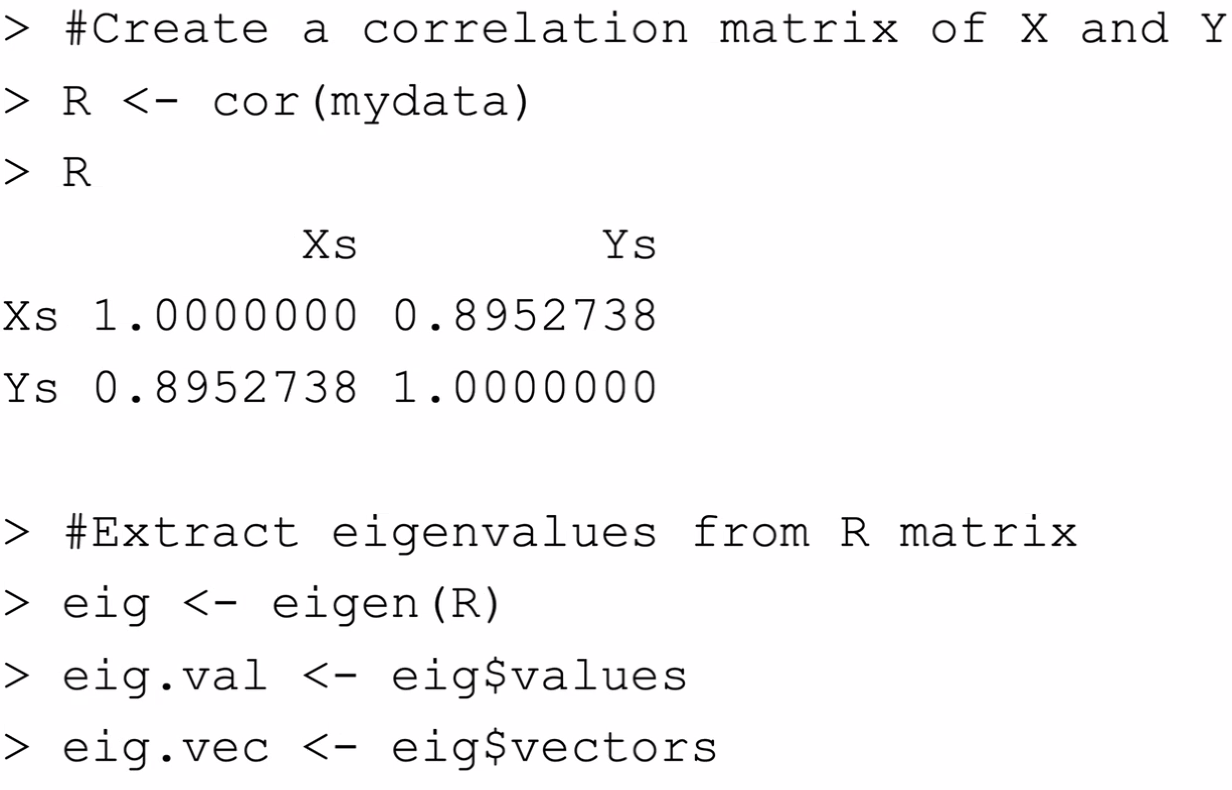 > #Create a correlation matrix of X and Y
> R <- cor(mydata)
> R
Xs Ys
Xs 1.0000000 0.8952738
Ys 0.8952738 1.0000000
> #Extract eigenvalues from R matrix
> eig <- eigen(R)
> eig.val <- eig$values
> eig.vec <- eig$vectors